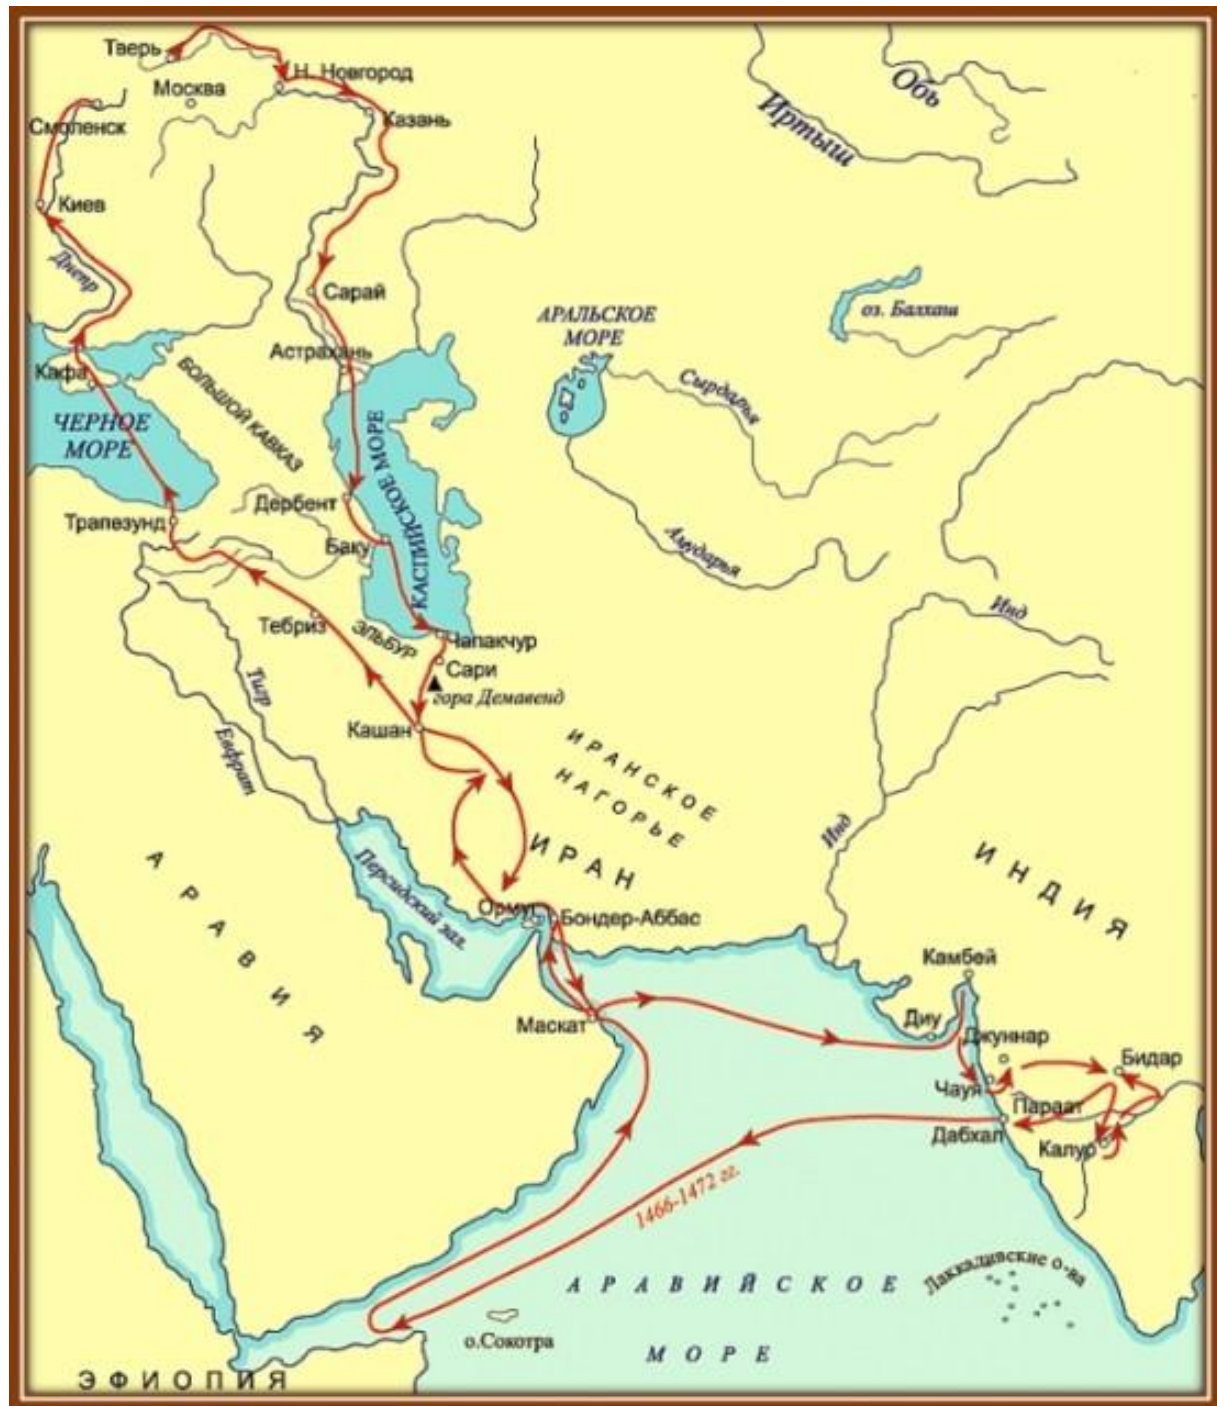 Тверь
Н. Новгород
Москва
Казань
Смоленск
Киев
Днепр
Обь
Иртыш
Сарай
Астрахань
АРАЛЬСКОЕ
МОРЕ
оз. Балхаш
Сырдарья
Кафа
БОЛЬШОЙ КАВКАЗ
ЧЕРНОЕ
МОРЕ
КАСПИЙСКОЕ МОРЕ
Дербент
Трапезунд
Баку
Амударья
Инд
Тебриз
ЭЛЬБУР
Чапакчур
Сари
гора Демавенд
Тигр
Евфрат
Кашан
ИРАНСКОЕ
НАГОРЬЕ
Инд
ИРАН
ИНДИЯ
АРАВИЯ
Персидский зал.
Ормуз
Бондер-Аббас
Камбей
Маскат
Диу
Джуннар
Бидар
Чауя
Параат
Дабхал
Калур
1466-1472 гг.
Лаккадивские о-ва
АРАВИЙСКОЕ
МОРЕ
о.Сокотра
ЭФИОПИЯ